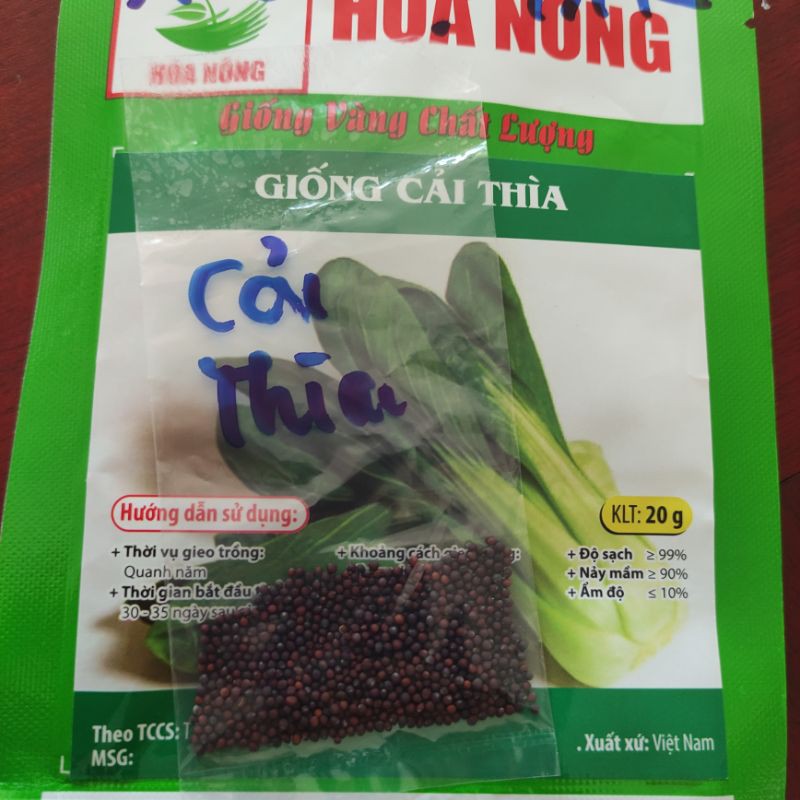 HÓA NÔNG
HÓA NÔNG
Giống Vàng Chất Lượng
GIỐNG CẢI THÌA
Cải
Thìa
Hướng dẫn sử dụng:
KLT: 20 g
+ Thời vụ gieo trồng:
Quanh năm
+ Thời gian bắt đầu
30 - 35 ngày sau
+ Khoảng cách
+ Độ sạch ≥ 99%
+ Nảy mầm ≥ 90%
+ Ẩm độ ≤ 10%
Theo TCCS:
MSG:
. Xuất xứ: Việt Nam